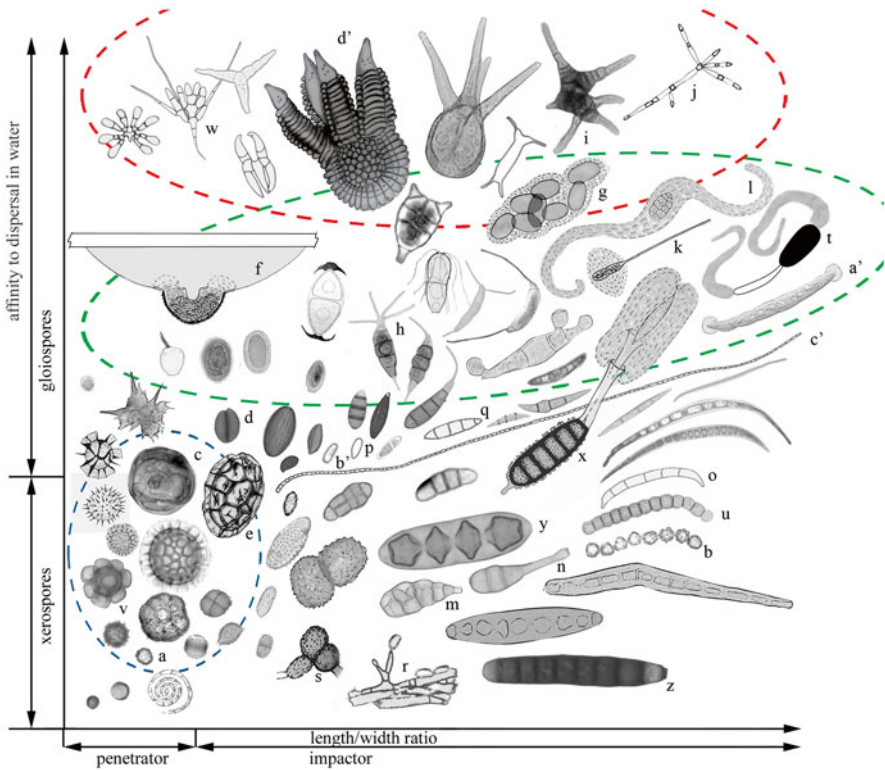 d'
w
j
i
g
l
k
t
f
a'
h
c'
d
q
b'
p
c
x
e
o
y
u
b
n
v
m
a
s
r
z
affinity to dispersal in water
gloiospores
xerospores
length/width ratio
penetrator
impactor